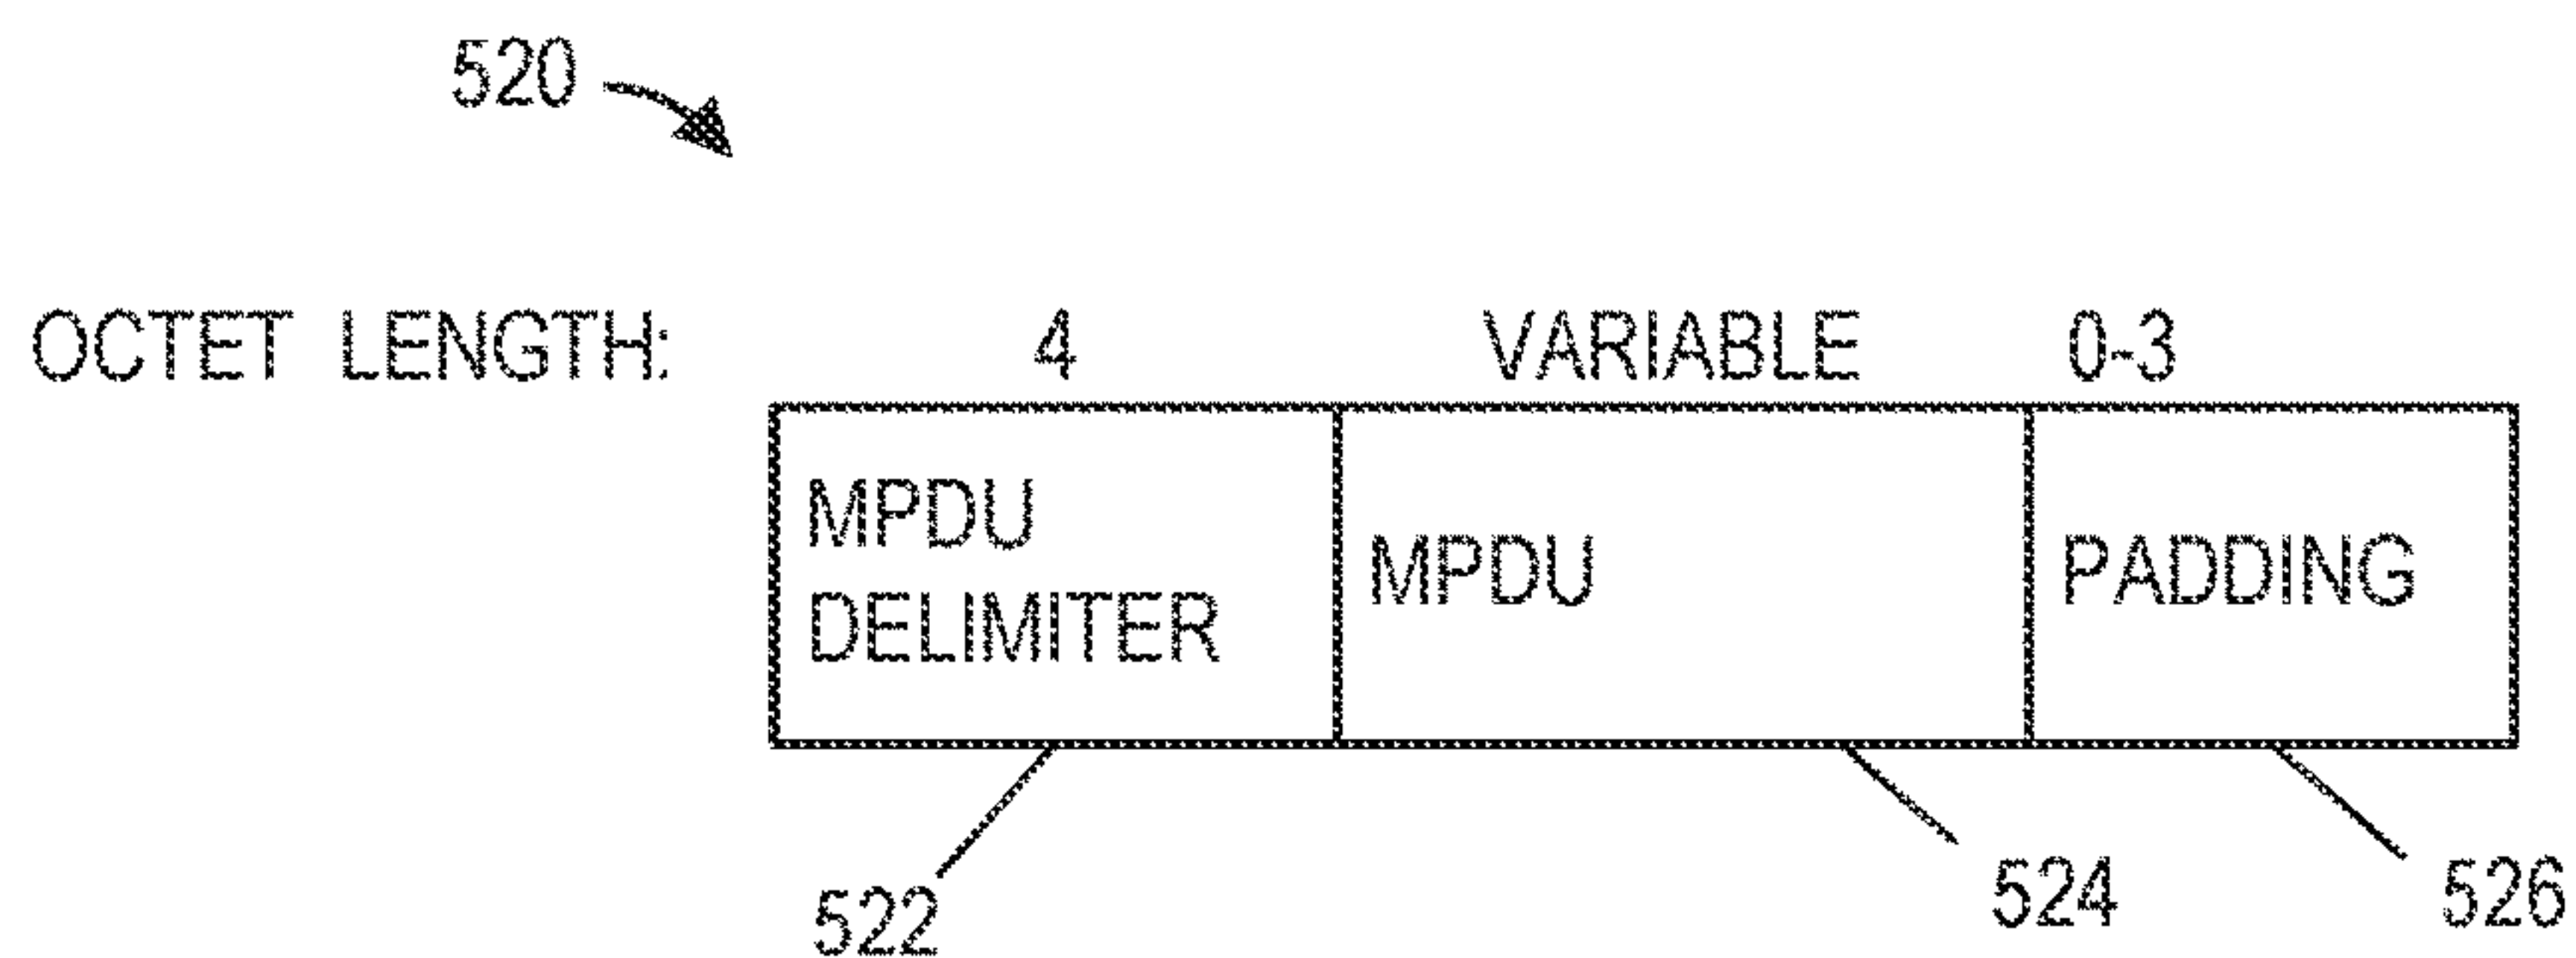 520
OCTET LENGTH: 4 VARIABLE 0-3
MPDU
DELIMITER
MPDU
PADDING
522
524
526